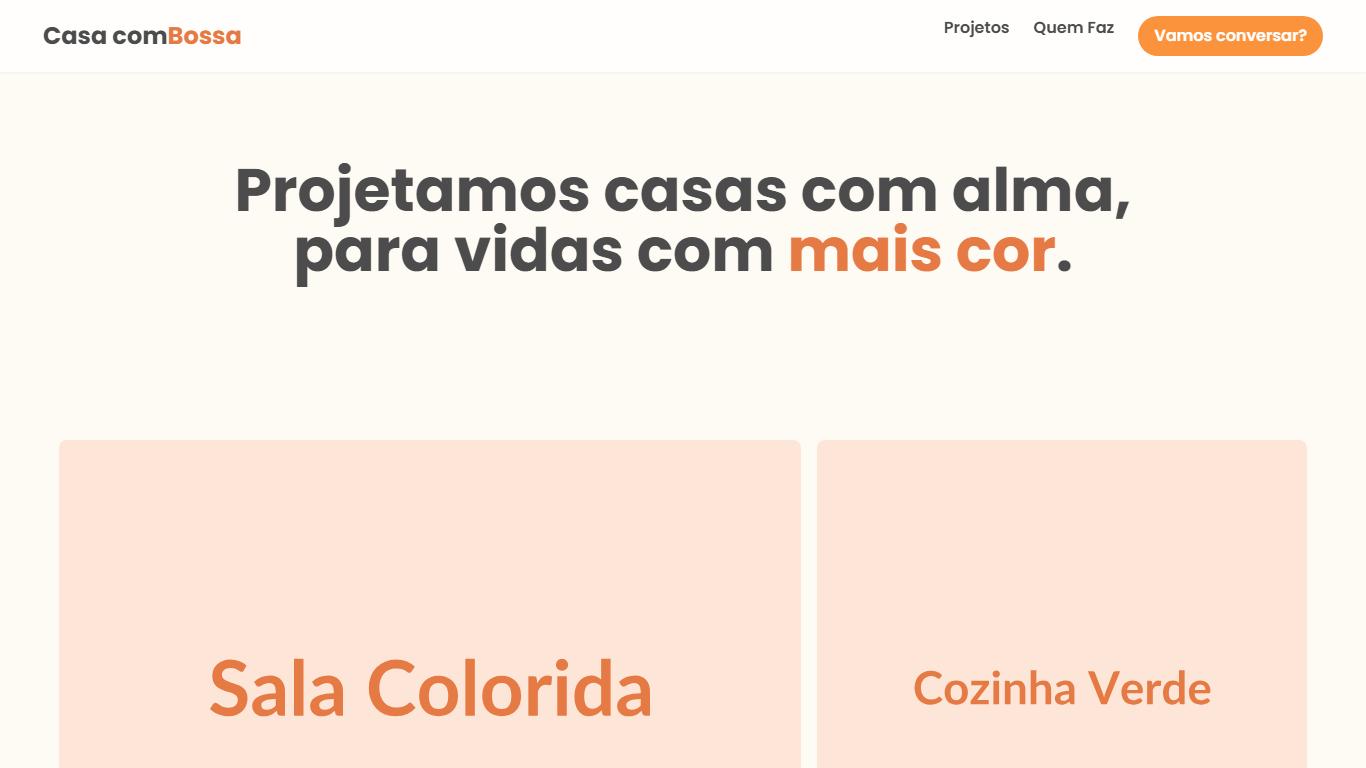 Casa comBossa
Projetos Quem Faz Vamos conversar?
Projetamos casas com alma,
para vidas com mais cor.
Sala Colorida
Cozinha Verde